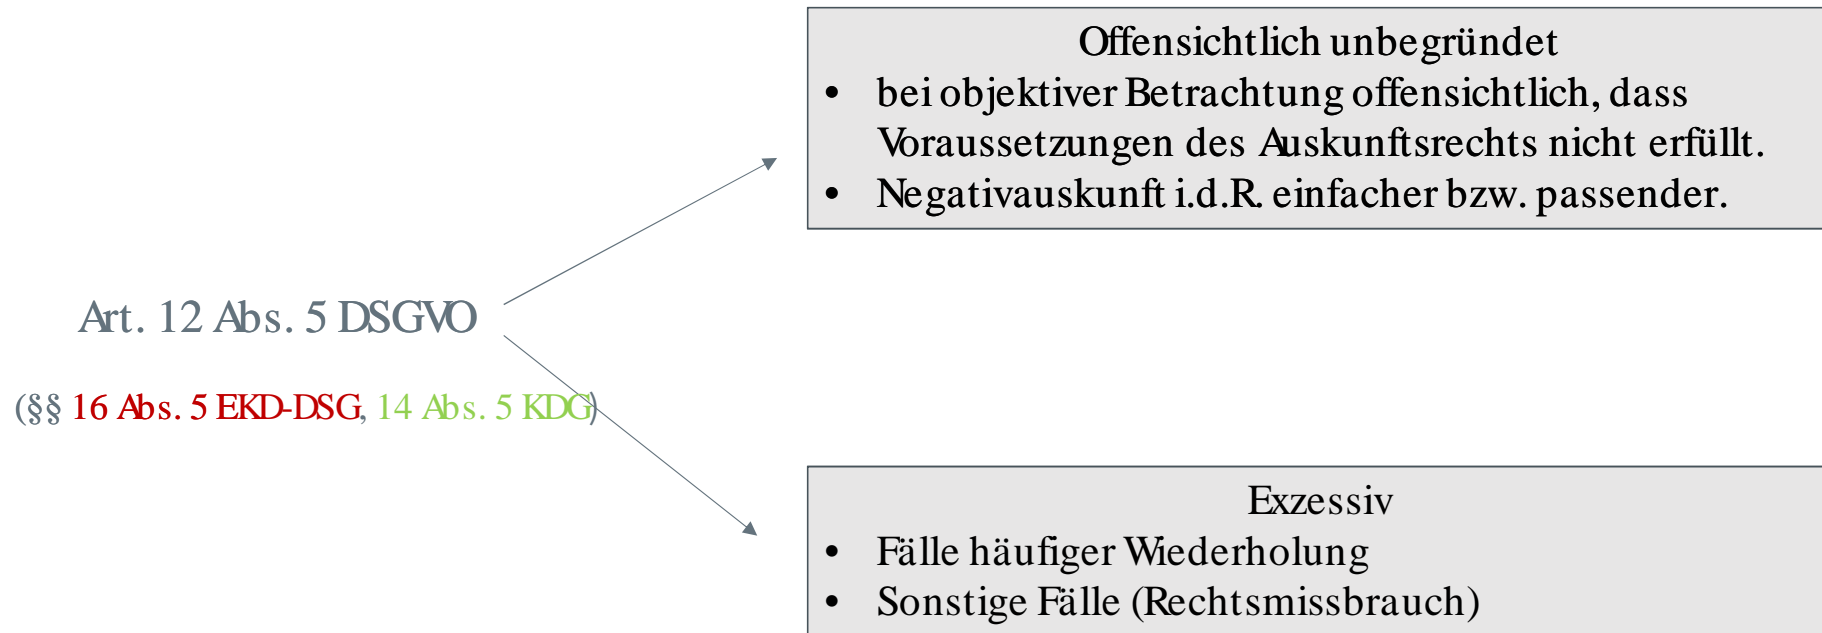 Offensichtlich unbegründet
• bei objektiver Betrachtung offensichtlich, dass
Voraussetzungen des Auskunftsrechts nicht erfüllt.
• Negativauskunft i.d.R. einfacher bzw. passender.
Art. 12 Abs. 5 DSGVO
(§§ 16 Abs. 5 EKD-DSG, 14 Abs. 5 KDG)
Exzessiv
• Fälle häufiger Wiederholung
• Sonstige Fälle (Rechtsmissbrauch)